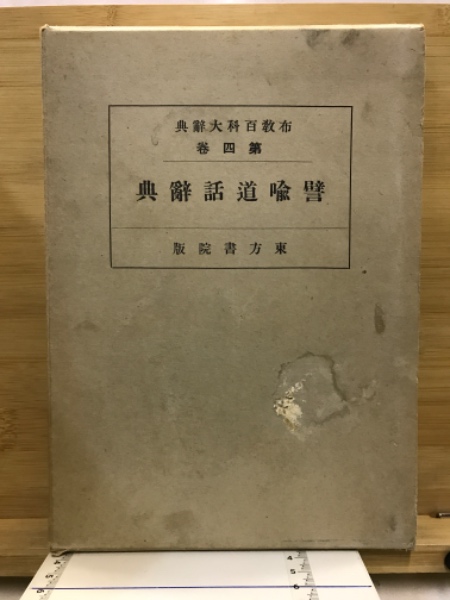 布教百科大辭典
第四卷
譬喩道話辭典
東方書院版